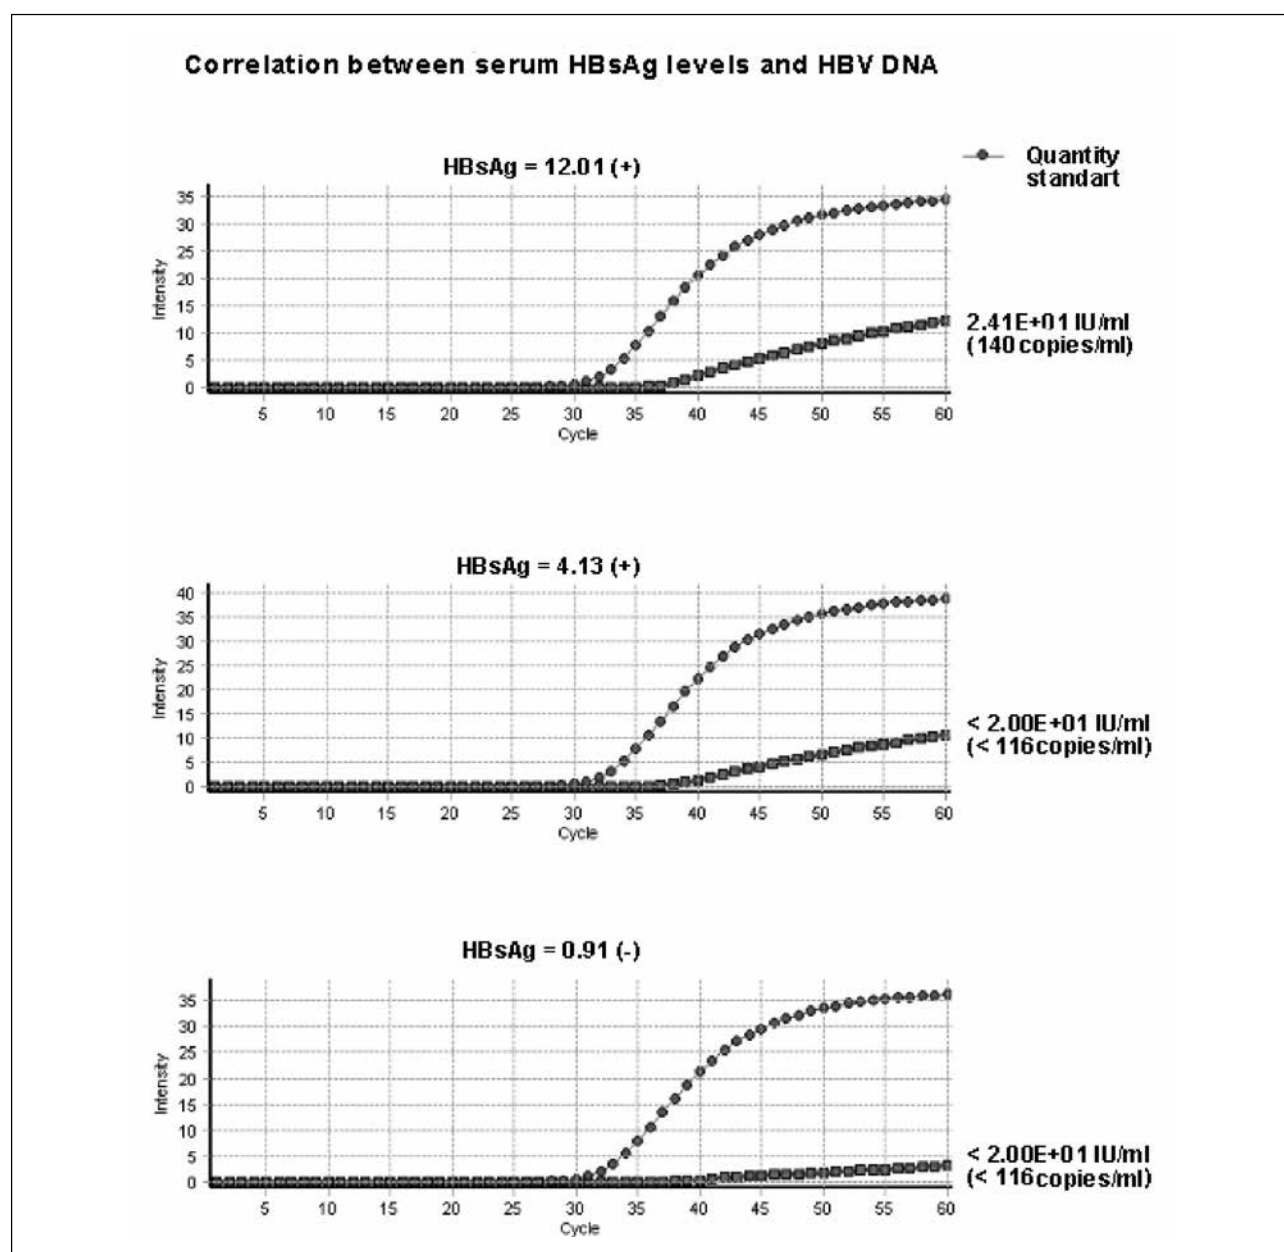 Correlation between serum HBsAg levels and HBV DNA
HBsAg = 12.01 (+)
Quantity
standart
35
30
25
20
15
10
5
0
Intensity
5 10 15 20 25 30 35 40 45 50 55 60
Cycle
2.41E+01 IU/ml
(140 copies/ml)
HBsAg = 4.13 (+)
40
35
30
25
20
15
10
5
0
Intensity
5 10 15 20 25 30 35 40 45 50 55 60
Cycle
< 2.00E+01 IU/ml
(< 116copies/ml)
HBsAg = 0.91 (-)
35
30
25
20
15
10
5
0
Intensity
5 10 15 20 25 30 35 40 45 50 55 60
Cycle
< 2.00E+01 IU/ml
(< 116copies/ml)